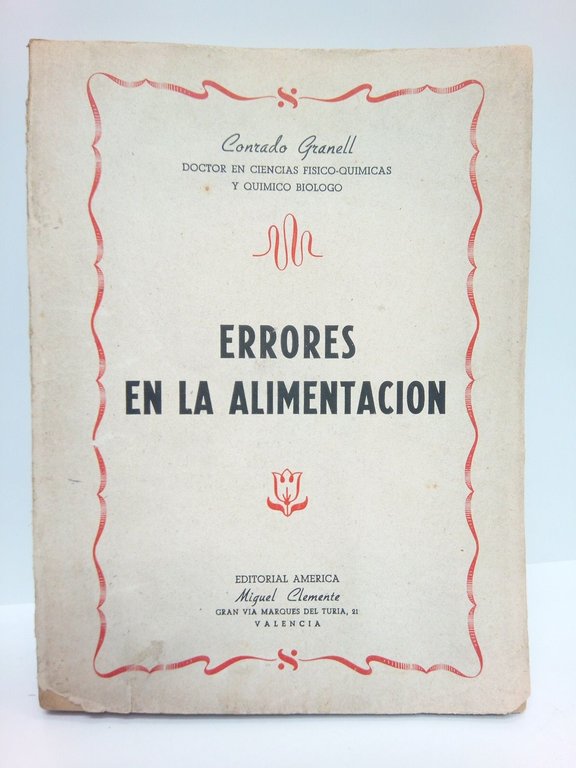 Conrado Granell
DOCTOR EN CIENCIAS FISICO-QUIMICAS
Y QUIMICO BIOLOGO
ERRORES
EN LA ALIMENTACION
EDITORIAL AMERICA
Miguel Clemente
GRAN VIA MARQUES DEL TURIA, 21
VALENCIA